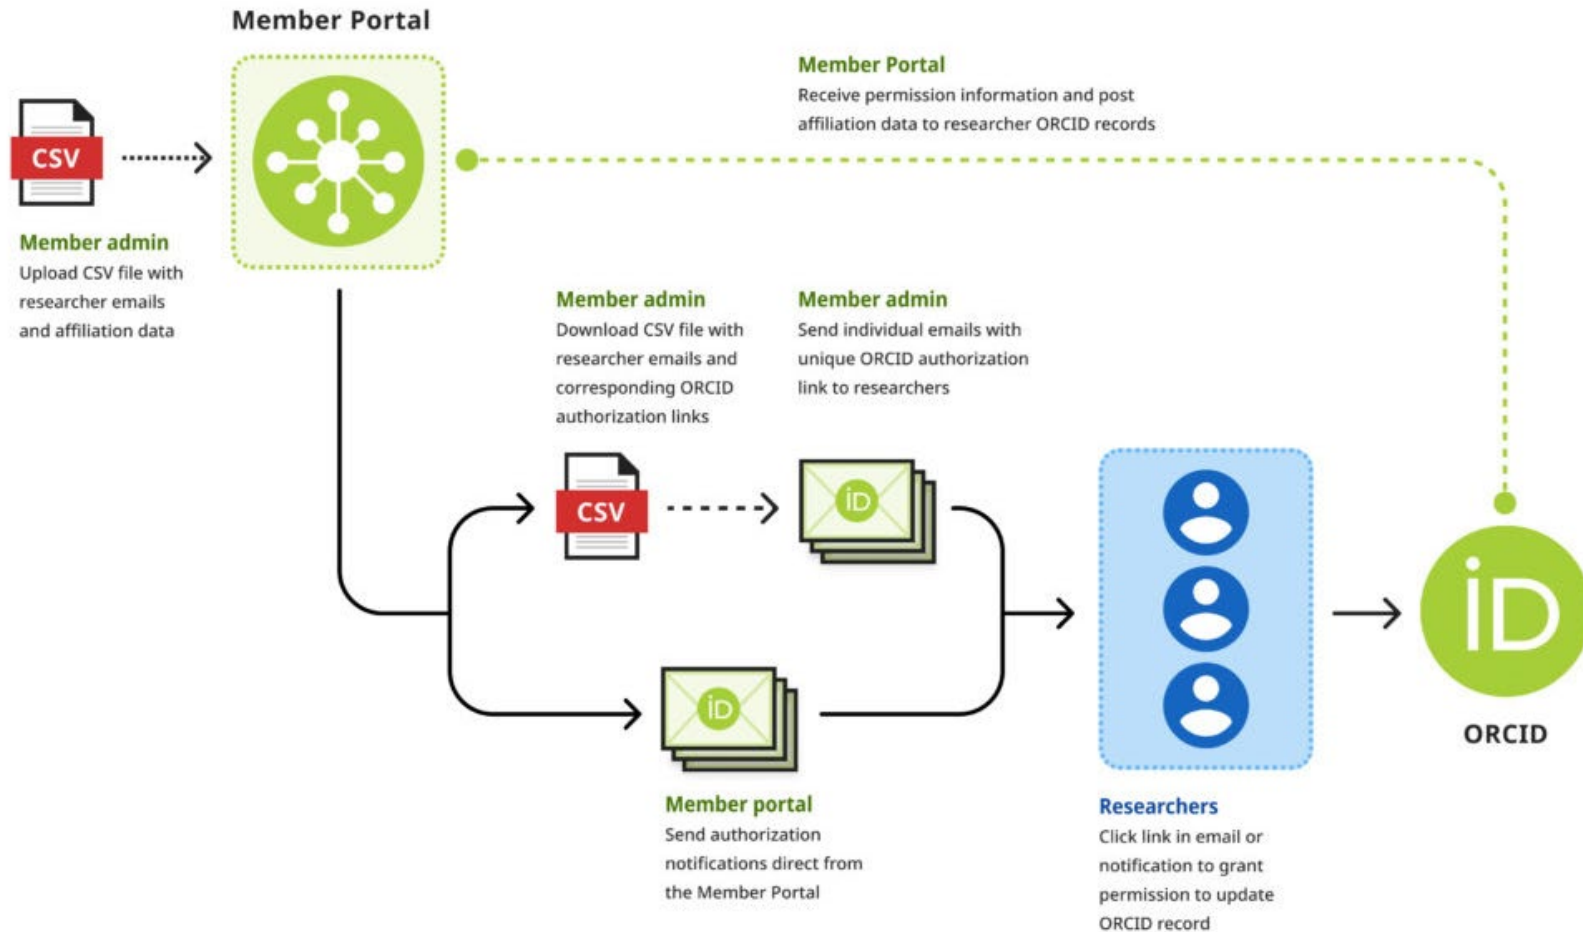 Member Portal
CSV
Member admin
Upload CSV file with
researcher emails
and affiliation data
Member Portal
Receive permission information and post
affiliation data to researcher ORCID records
Member admin
Download CSV file with
researcher emails and
corresponding ORCID
authorization links
CSV
Member admin
Send individual emails with
unique ORCID authorization
link to researchers
iD
iD
Member portal
Send authorization
notifications direct from
the Member Portal
Researchers
Click link in email or
notification to grant
permission to update
ORCID record
iD
ORCID